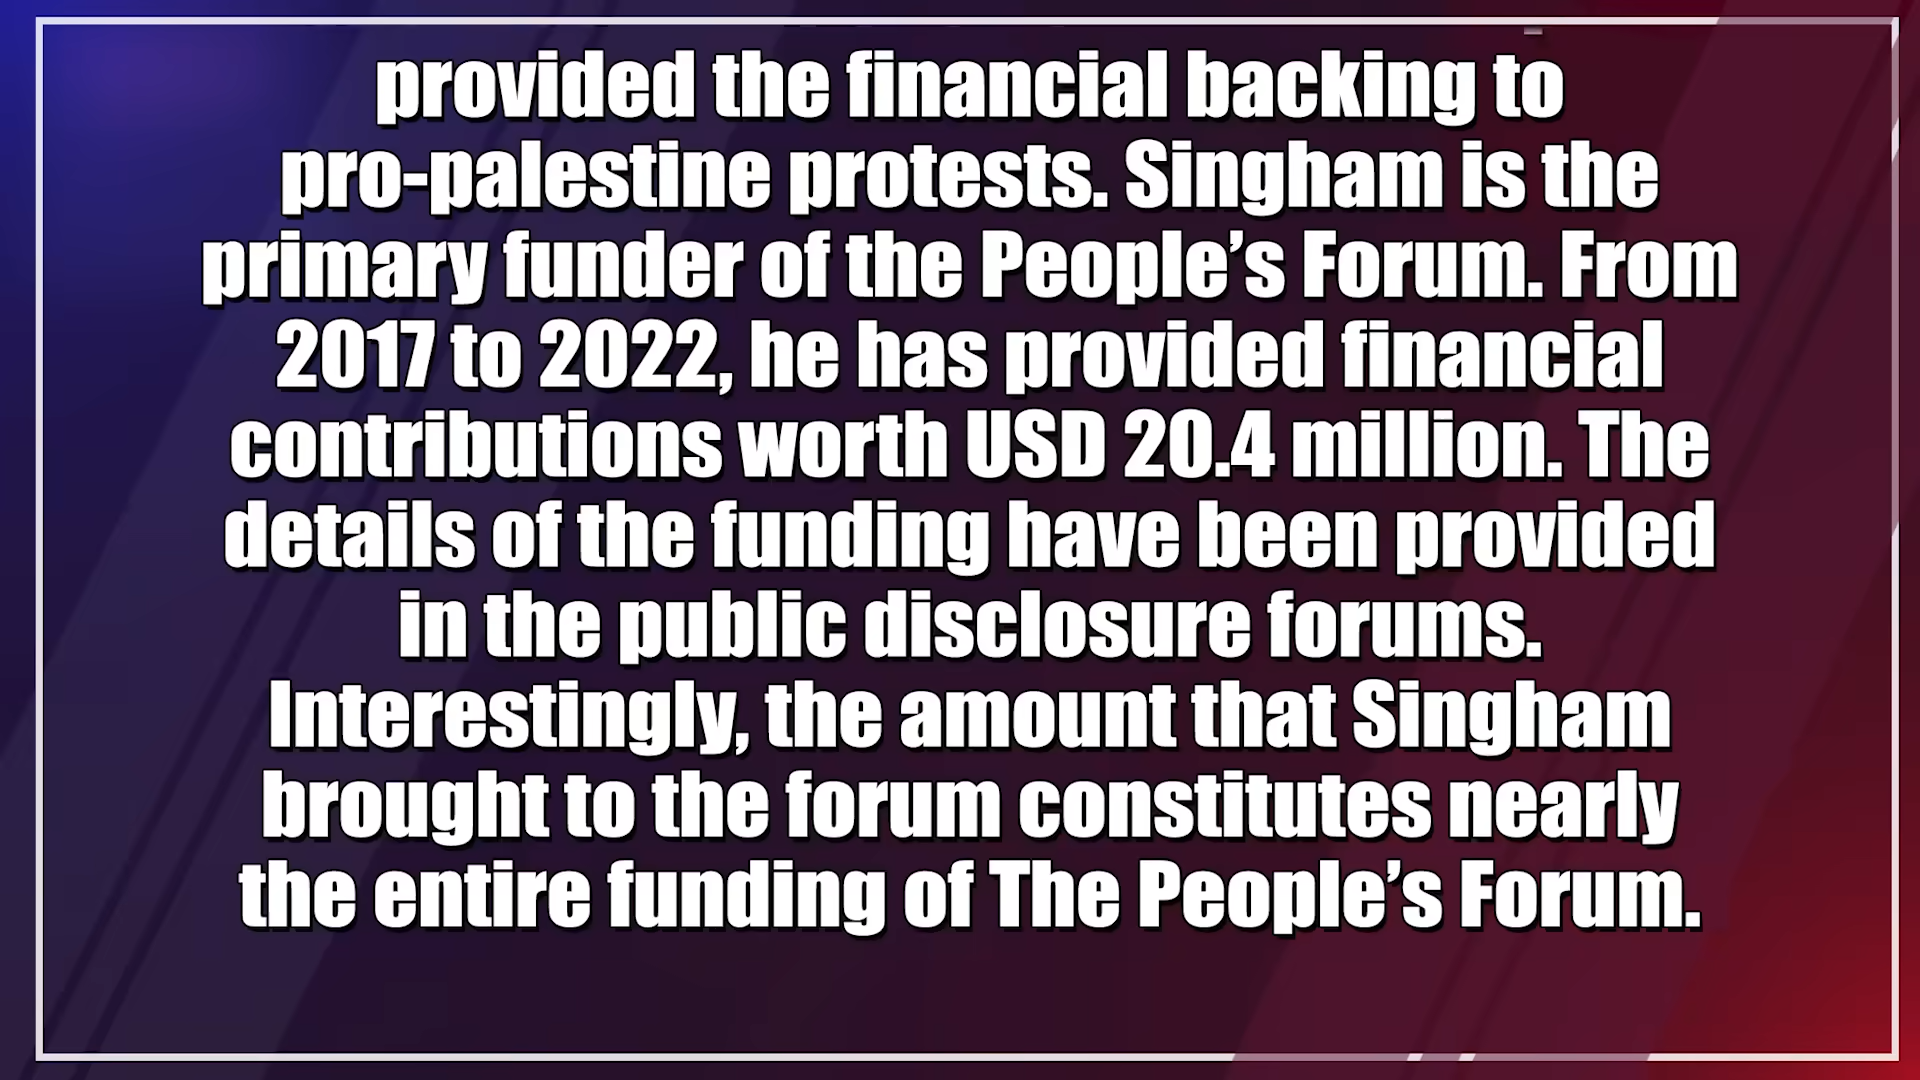 provided the financial backing to
pro-palestine protests. Singham is the
primary funder of the People’s Forum. From
2017 to 2022, he has provided financial
contributions worth USD 20.4 million. The
details of the funding have been provided
in the public disclosure forums.
Interestingly, the amount that Singham
brought to the forum constitutes nearly
the entire funding of The People’s Forum.